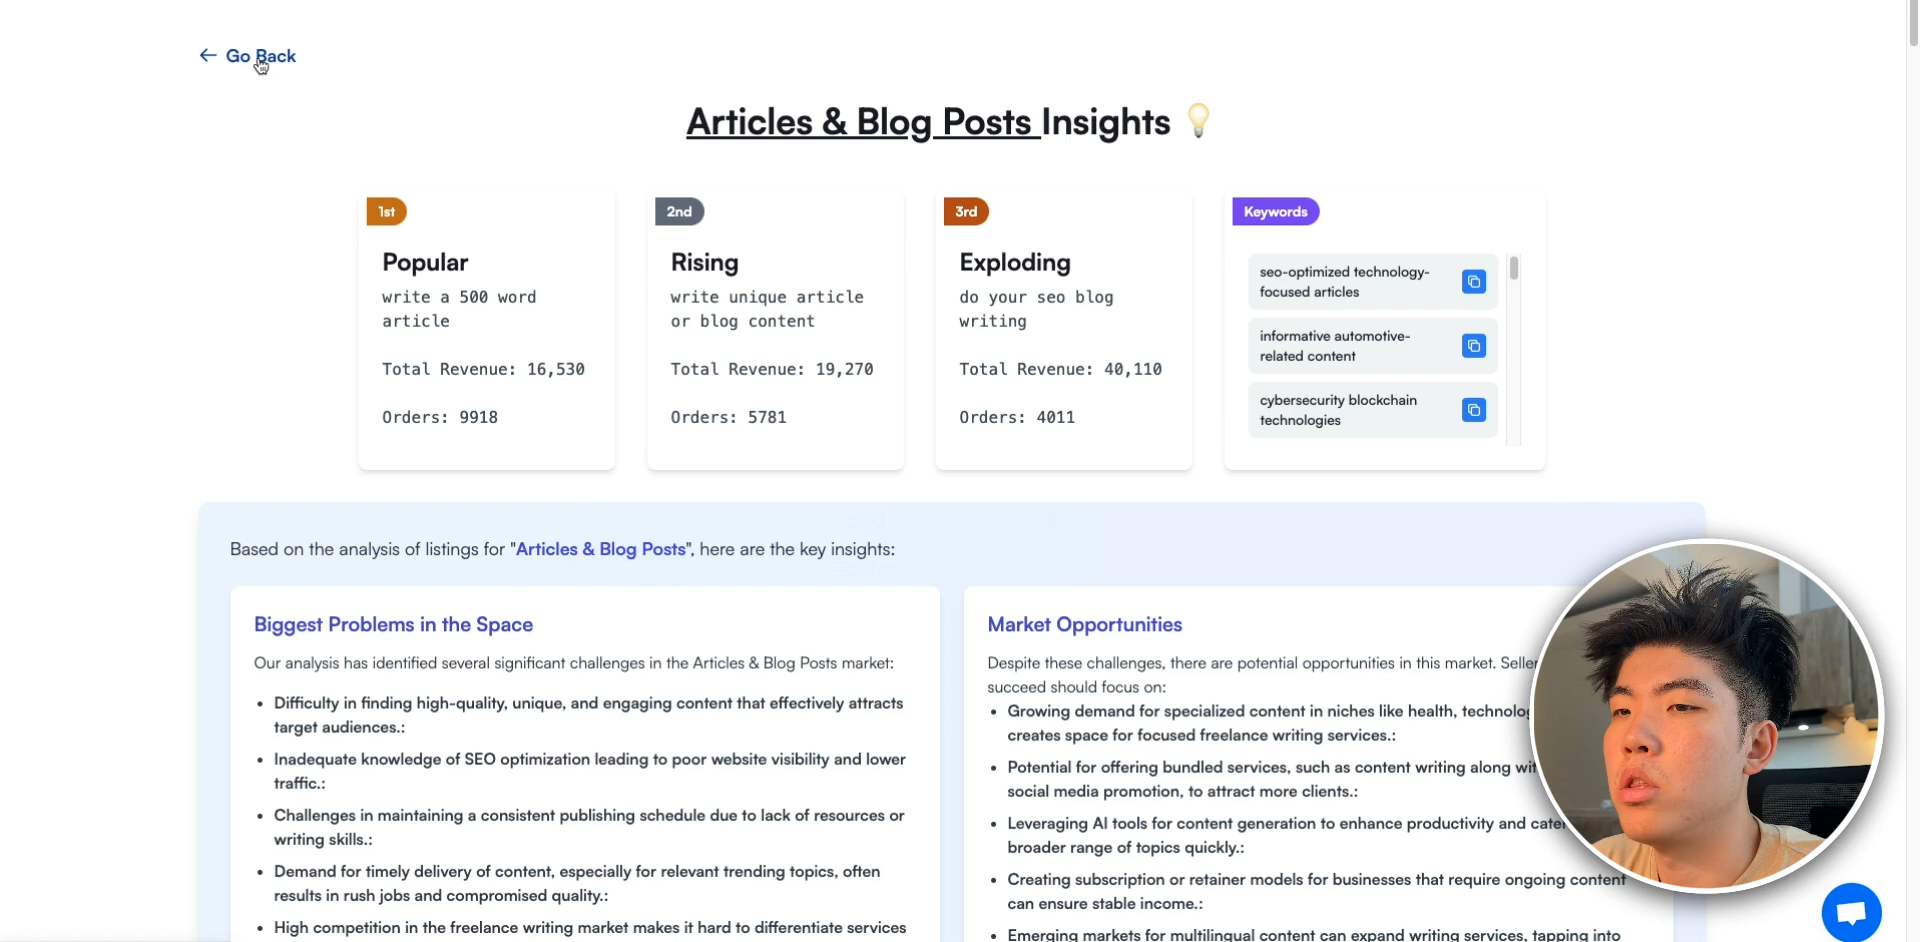 Go Back
Articles & Blog Posts Insights
1st
Popular
write a 500 word
article
Total Revenue: 16,530
Orders: 9918
2nd
Rising
write unique article
or blog content
Total Revenue: 19,270
Orders: 5781
3rd
Exploding
do your seo blog
writing
Total Revenue: 40,110
Orders: 4011
Keywords
seo-optimized technology-
focused articles
informative automotive-
related content
cybersecurity blockchain
technologies
Based on the analysis of listings for "Articles & Blog Posts", here are the key insights:
Biggest Problems in the Space
Our analysis has identified several significant challenges in the Articles & Blog Posts market:
• Difficulty in finding high-quality, unique, and engaging content that effectively attracts
target audiences.:
• Inadequate knowledge of SEO optimization leading to poor website visibility and lower
traffic.:
• Challenges in maintaining a consistent publishing schedule due to lack of resources or
writing skills.:
• Demand for timely delivery of content, especially for relevant trending topics, often
results in rush jobs and compromised quality.:
• High competition in the freelance writing market makes it hard to differentiate services
Market Opportunities
Despite these challenges, there are potential opportunities in this market.
succeed should focus on:
• Growing demand for specialized content in niches like health,
creates space for focused freelance writing services.:
• Potential for offering bundled services, such as content writing along
social media promotion, to attract more clients.:
• Leveraging AI tools for content generation to enhance productivity and
broader range of topics quickly.:
• Creating subscription or retainer models for businesses that require ongoing content
can ensure stable income.:
• Emerging markets for multilingual content can expand writing services, tapping into